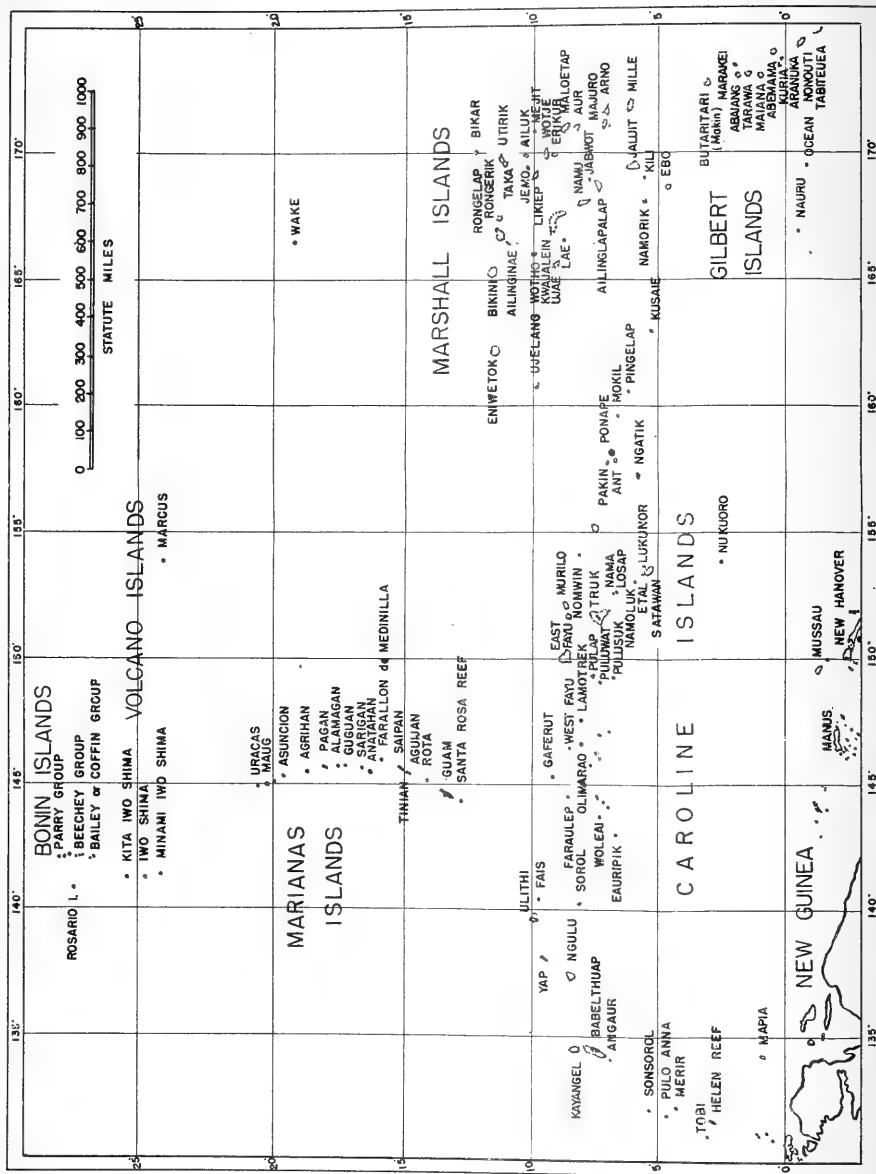 135°
140°
145°
150°
155°
160°
165°
170°
25°
20°
15°
10°
5°
0°
25°
20°
15°
10°
5°
0°
0 100 200 300 400 500 600 700 800 900 1000
STATUTE MILES
BONIN ISLANDS
PARRY GROUP
BEECHEY GROUP
BAILEY or COFFIN GROUP
ROSARIO I.
KITA IWO SHIMA
IWO SHIMA
MINAMI IWO SHIMA
VOLCANO ISLANDS
MARCUS
WAKE
MARIANAS
ISLANDS
URACAS
MAUG
ASUNCION
AGRIHAN
PAGAN
ALAMAGAN
GUGUAN
SARIGAN
ANATAHAN
FARALLON de MEDINILLA
SAIPAN
TINIAN
AGUIJAN
ROTA
GUAM
SANTA ROSA REEF
MARSHALL ISLANDS
ENIWETOK
BIKINI
AILINGINAE
RONGELAP
RONGERIK
BIKAR
TAKA
UTIRIK
JEMO
AILUK
LIKIEP
MEJIT
WOTJE
ERIKUB
MALOETAP
UJELANG
WOTHO
KWAJALEIN
UJAE
LAE
NAMU
JABWOT
AUR
MAJURO
ARNO
AILINGLAPALAP
JALUIT
MILLE
KILI
NAMORIK
EBO
CAROLINE ISLANDS
ULITHI
FAIS
YAP
NGULU
KAYANGEL
BABELTHUAP
ANGAUR
SONSOROL
PULO ANNA
MERIR
TOBI
HELEN REEF
MAPIA
GAFERUT
FARAULEP
SOROL
WOLEAI
EAURIPIK
OLIMARAO
WEST FAYU
LAMOTREK
EAST
FAYU
MURILO
NOMWIN
PULAP
TRUK
PULUWAT
PULUSUK
NAMA
LOSAP
NAMOLUK
ETAL
LUKUNOR
SATAWAN
PAKIN
PONAPE
ANT
MOKIL
PINGELAP
NGATIK
KUSAIE
NUKUORO
GILBERT
ISLANDS
BUTARITARI
(Makin)
MARAKEI
ABAIANG
TARAWA
MAIANA
ABEMAMA
KURIA
ARANUKA
NONOUTI
TABITEUEA
NAURU
OCEAN
MUSSAU
NEW HANOVER
MANUS
NEW GUINEA